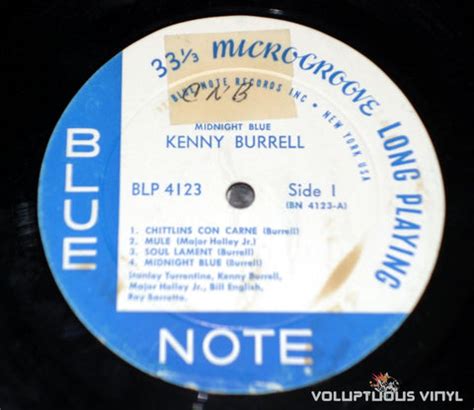 33⅓ MICROGROOVE LONG PLAYING
BLUE NOTE RECORDS INC • NEW YORK USA
MIDNIGHT BLUE
KENNY BURRELL
BLP 4123
Side 1
(BN 4123-A)
1. CHITTLINS CON CARNE (Burrell)
2. MULE (Major Holley Jr.)
3. SOUL LAMENT (Burrell)
4. MIDNIGHT BLUE (Burrell)
Stanley Turrentine, Kenny Burrell,
Major Holley Jr., Bill English,
Ray Barretto
BLUE
NOTE
VOLUPTUOUS VINYL